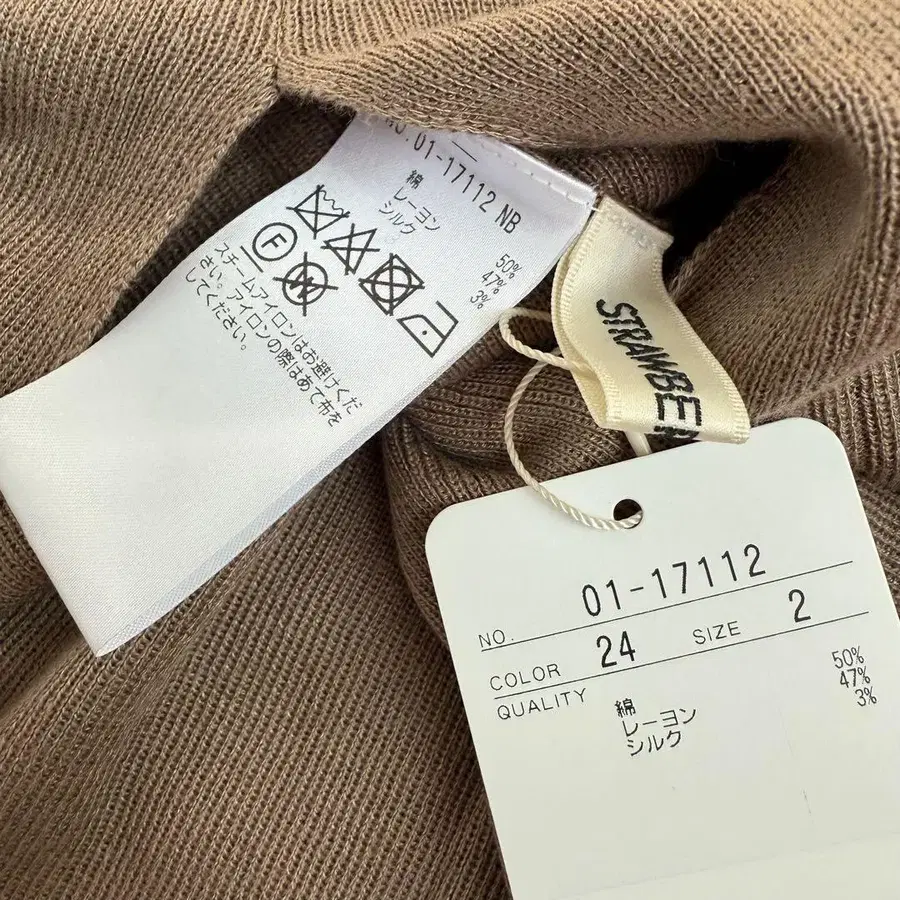 01-17112 NB
綿 50%
レーヨン 47%
シルク 3%
F
W
スチームアイロンはお避けくだ
さい。アイロンの際はあて布を
してください。
STRAWBE
NO. 01-17112
COLOR 24 SIZE 2
QUALITY
綿 50%
レーヨン 47%
シルク 3%